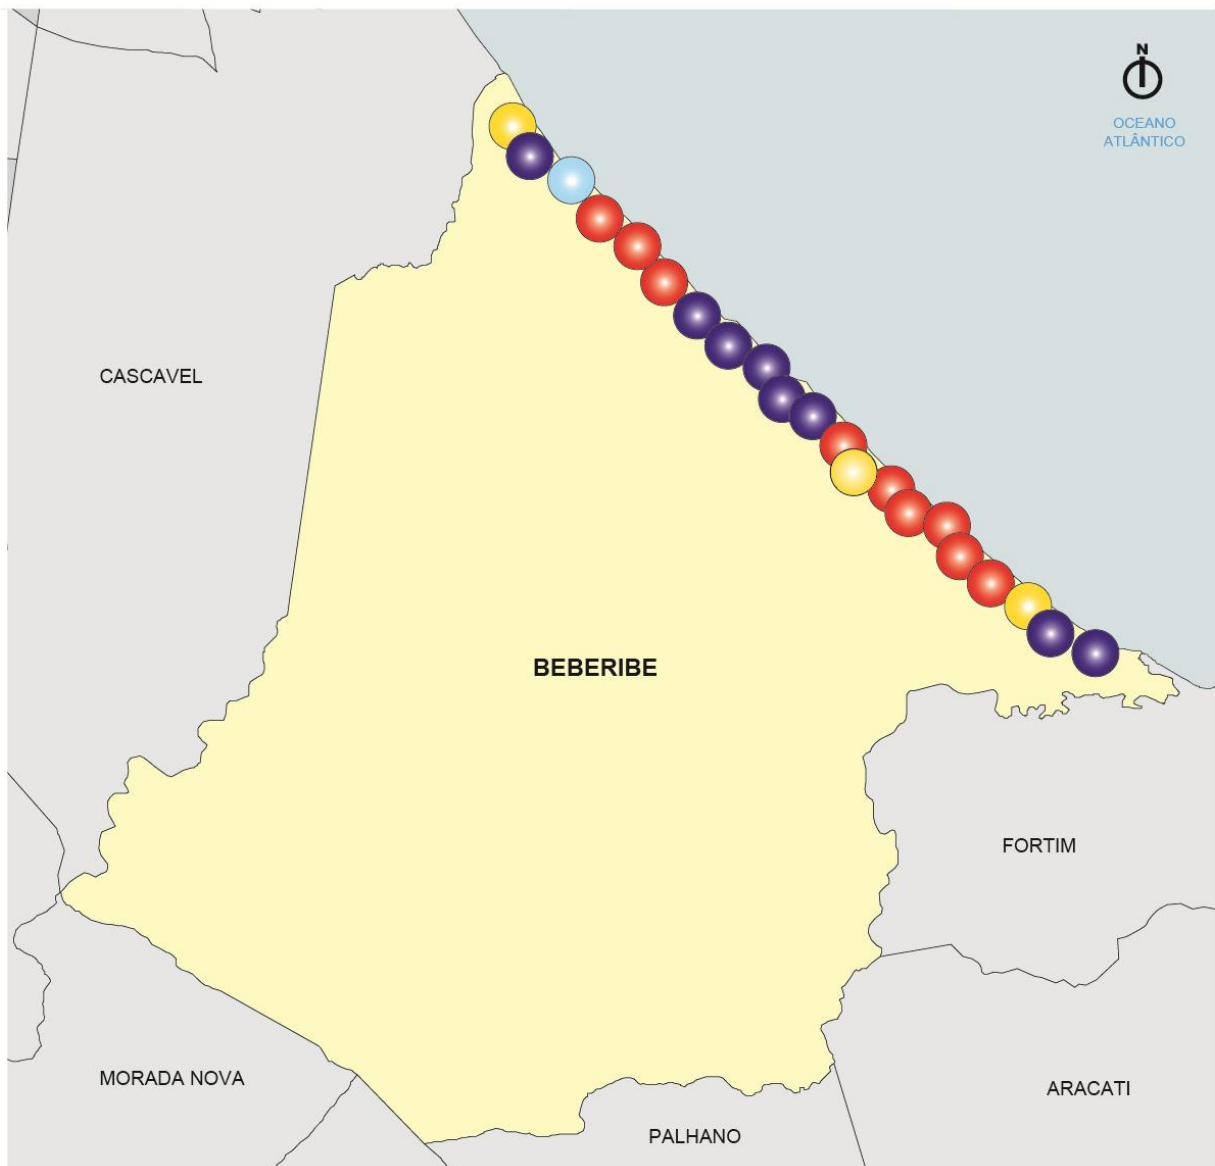 N
OCEANO
ATLÂNTICO
CASCAVEL
BEBERIBE
FORTIM
MORADA NOVA
ARACATI
PALHANO